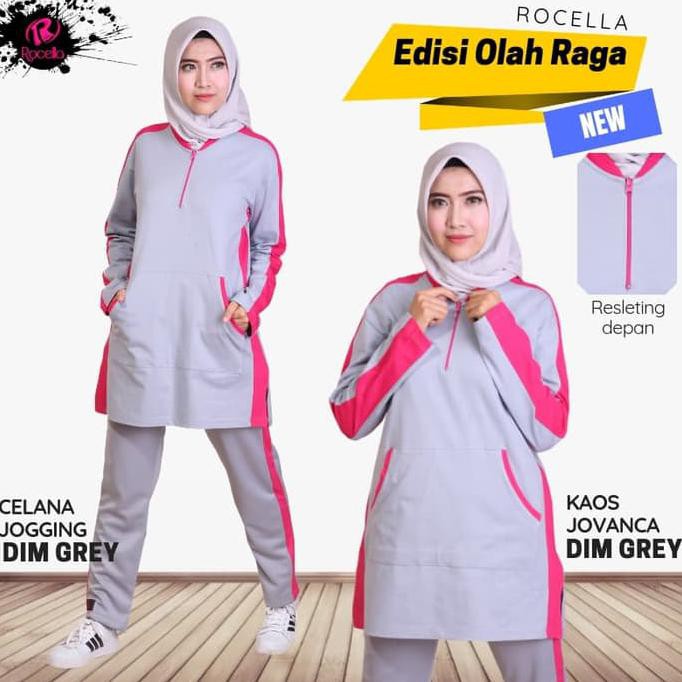 Rocella
ROCELLA
Edisi Olah Raga
NEW
Resleting
depan
CELANA
JOGGING
DIM GREY
KAOS
JOVANCA
DIM GREY